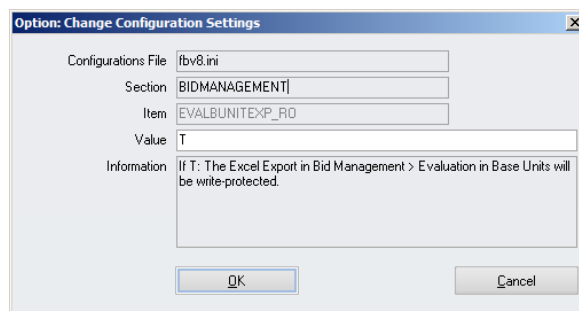 Option: Change Configuration Settings
Configurations File fbv8.ini
Section BIDMANAGEMENT
Item EVALBUNITEXP_RO
Value T
Information If T: The Excel Export in Bid Management > Evaluation in Base Units will
be write-protected.
OK Cancel